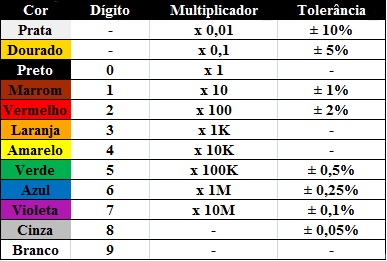 Cor Dígito Multiplicador Tolerância
Prata - x 0,01 ± 10%
Dourado - x 0,1 ± 5%
Preto 0 x 1 -
Marrom 1 x 10 ± 1%
Vermelho 2 x 100 ± 2%
Laranja 3 x 1K -
Amarelo 4 x 10K -
Verde 5 x 100K ± 0,5%
Azul 6 x 1M ± 0,25%
Violeta 7 x 10M ± 0,1%
Cinza 8 - ± 0,05%
Branco 9 - -